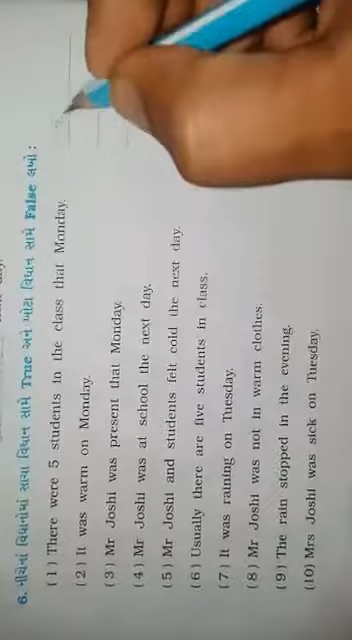 6. નીચેનાં વિધાનોમાં સાચા વિધાન સામે True અને ખોટા વિધાન સામે False લખો :
(1) There were 5 students in the class that Monday.
(2) It was warm on Monday.
(3) Mr Joshi was present that Monday.
(4) Mr Joshi was at school the next day.
(5) Mr Joshi and students felt cold the next day.
(6) Usually there are five students in class.
(7) It was raining on Tuesday.
(8) Mr Joshi was not in warm clothes.
(9) The rain stopped in the evening.
(10) Mrs Joshi was sick on Tuesday.